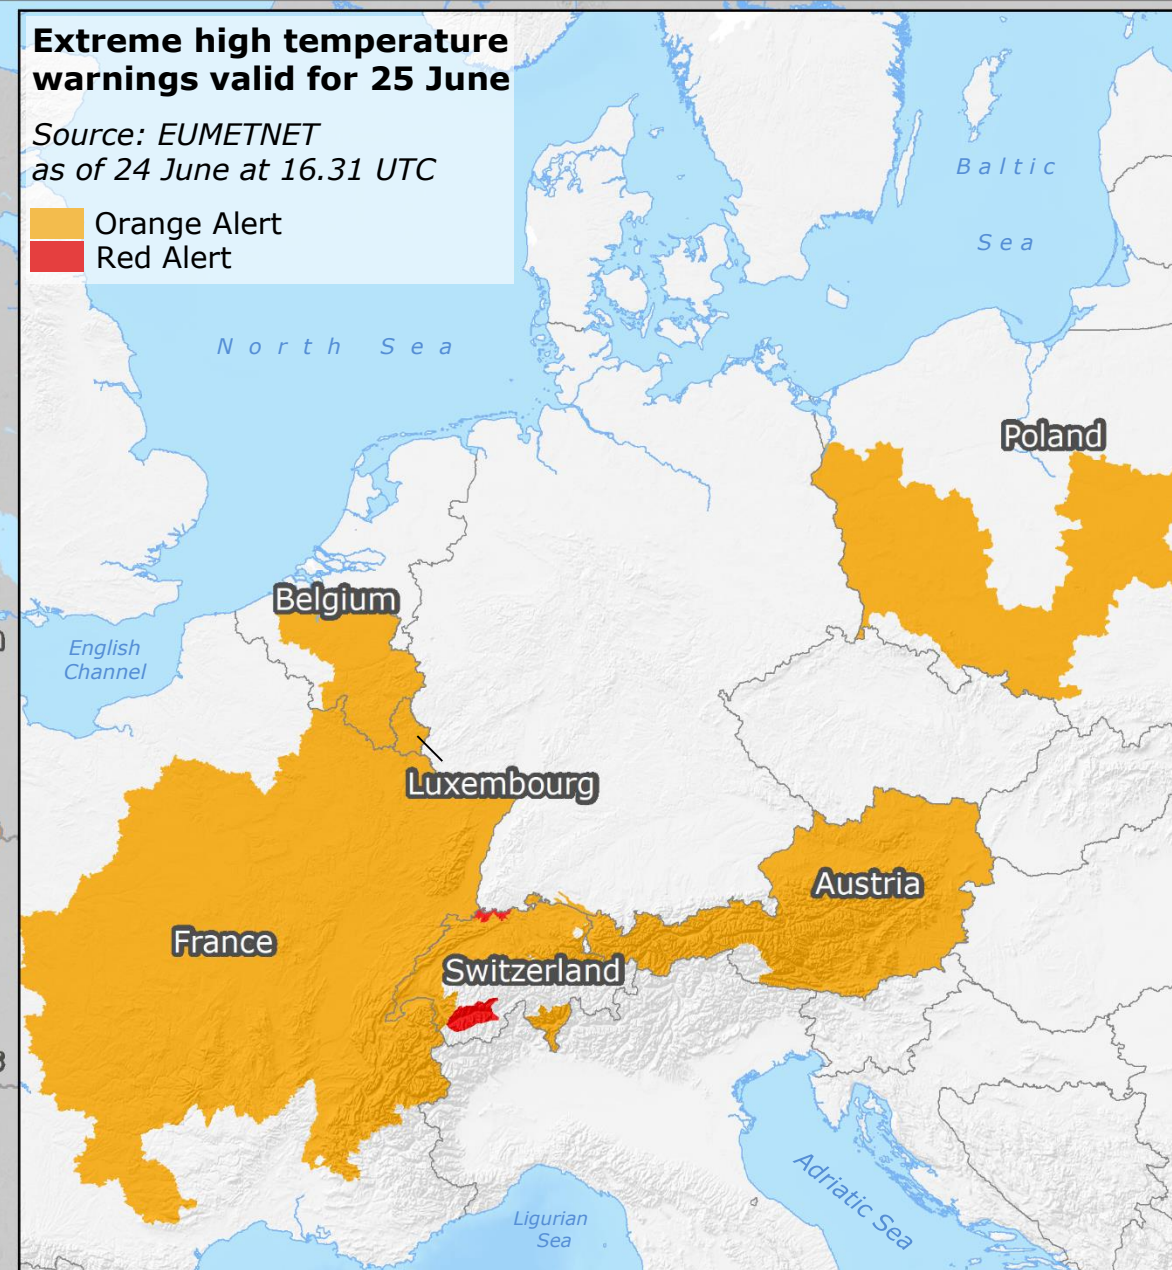 Extreme high temperature
warnings valid for 25 June
Source: EUMETNET
as of 24 June at 16.31 UTC
Orange Alert
Red Alert
Baltic
Sea
North Sea
Poland
Belgium
English
Channel
Luxembourg
Austria
France
Switzerland
Adriatic Sea
Ligurian
Sea